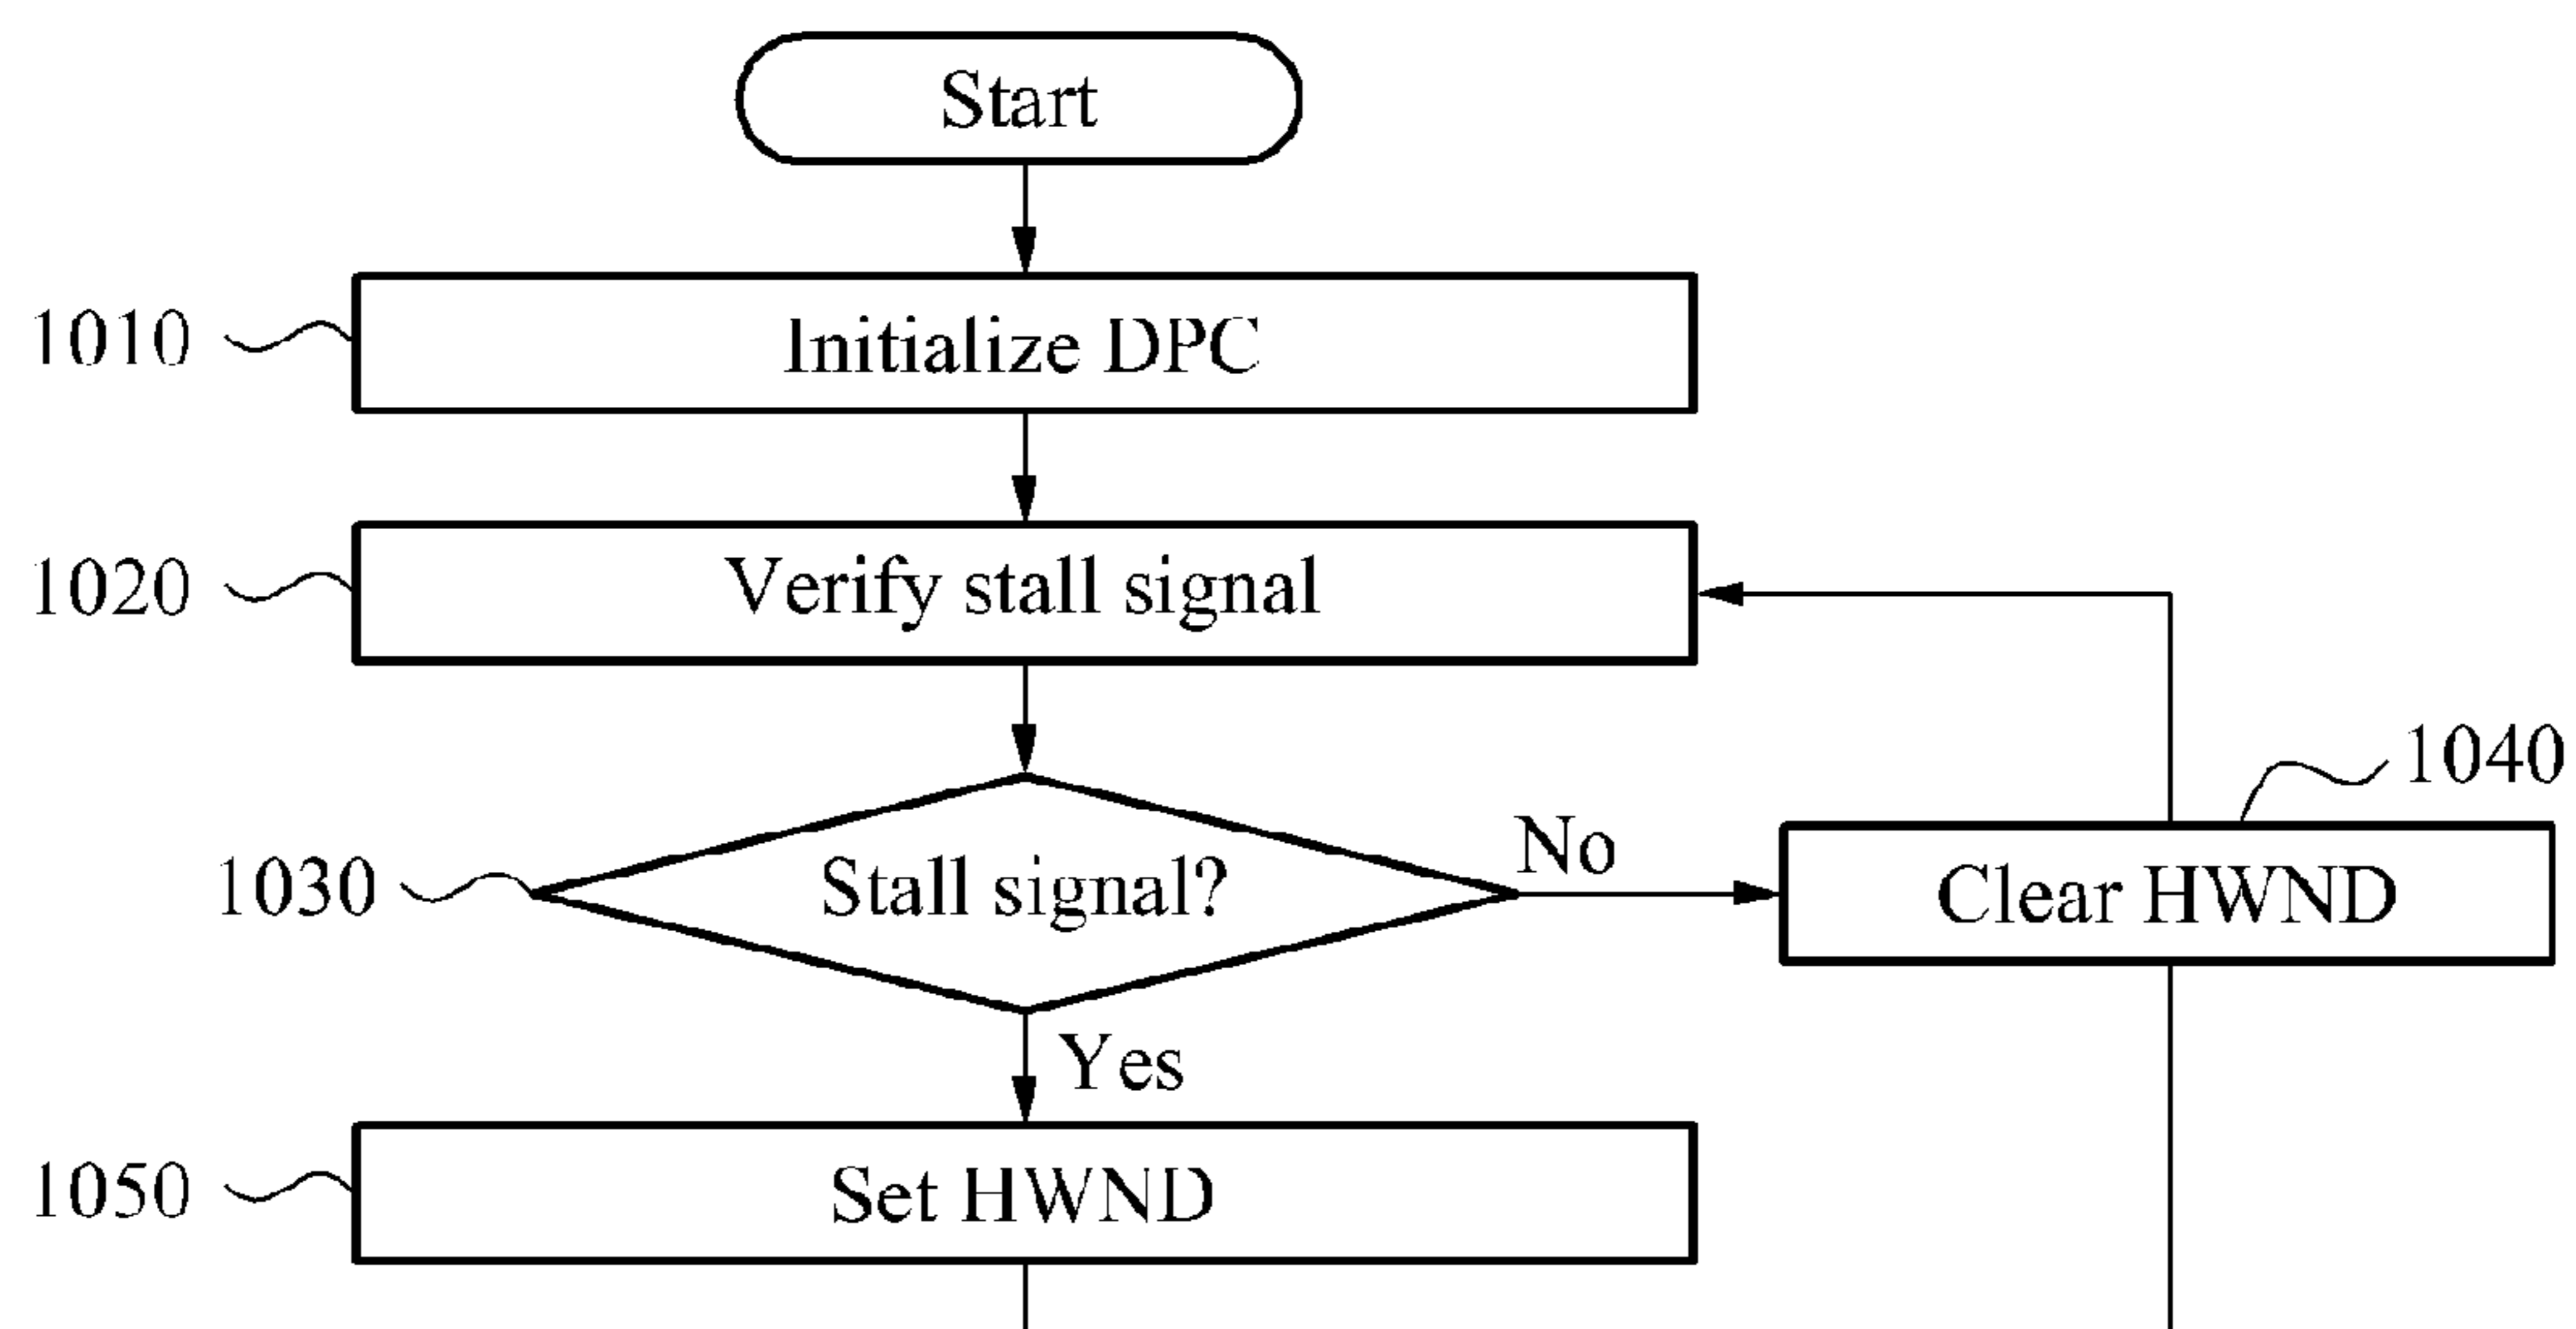 Start
1010
Initialize DPC
1020
Verify stall signal
1040
1030
Stall signal?
No
Clear HWND
Yes
1050
Set HWND